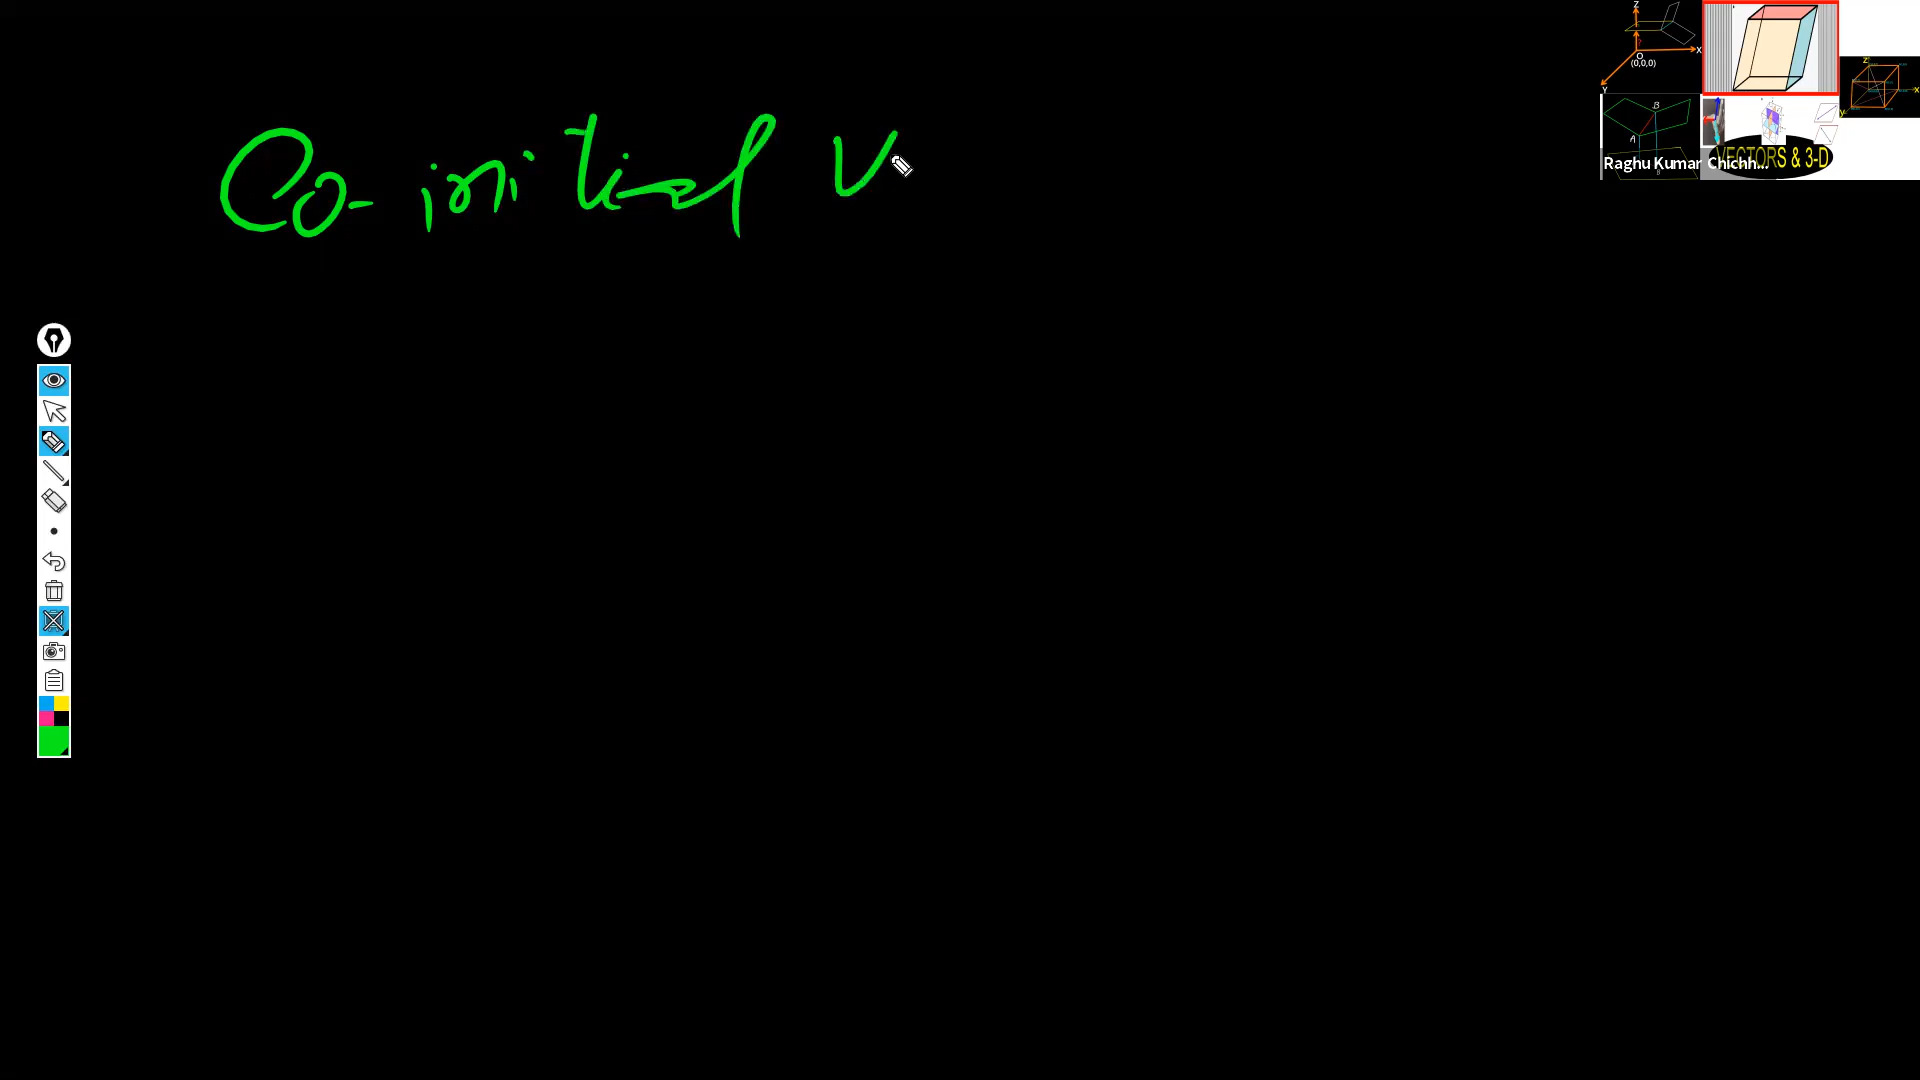 Co-initial V
Z
X
O
(0,0,0)
Y
B
A
Z
X
Y
Raghu Kumar Chichh...
VECTORS & 3-D